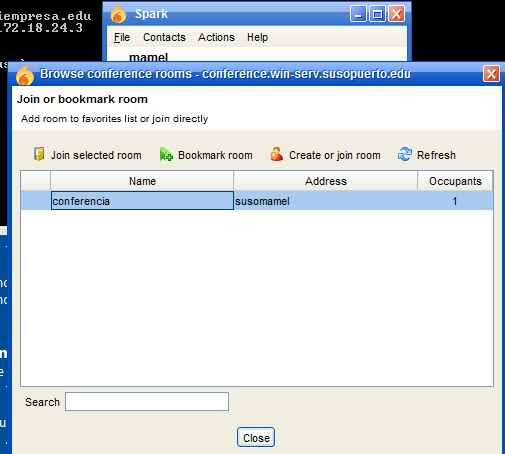 iempresa.edu
172.18.24.3
Spark
File Contacts Actions Help
mamel
Browse conference rooms - conference.win-serv.susopuerto.edu
Join or bookmark room
Add room to favorites list or join directly
Join selected room Bookmark room Create or join room Refresh
Name Address Occupants
conferencia susomamel 1
Search
Close